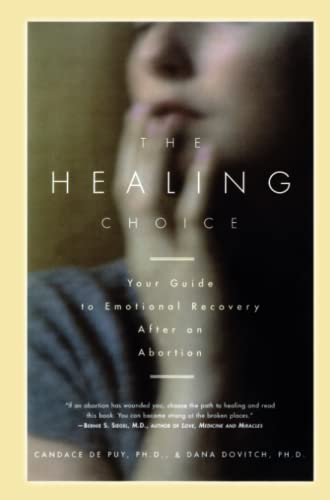 THE
HEALING
CHOICE
Your Guide
to Emotional Recovery
After an
Abortion
"If an abortion has wounded you, choose the path to healing and read
this book. You can become strong at the broken places."
—BERNIE S. SIEGEL, M.D., AUTHOR OF LOVE, MEDICINE AND MIRACLES
CANDACE DE PUY, PH.D., & DANA DOVITCH, PH.D.